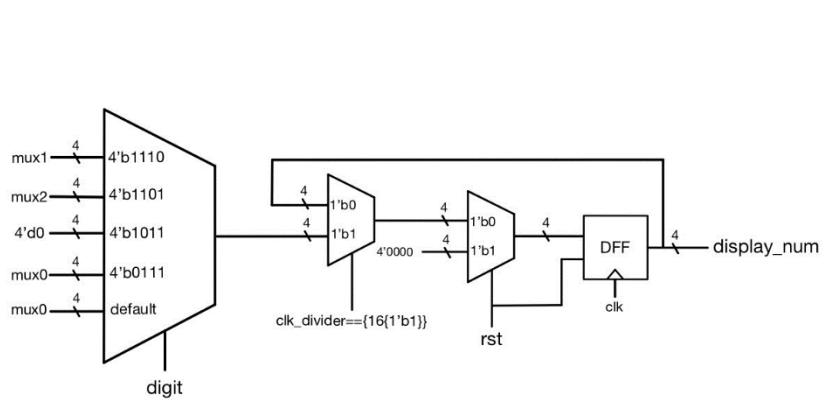 mux1 4 4'b1110
mux2 4 4'b1101
4'd0 4 4'b1011
mux0 4 4'b0111
mux0 4 default
digit
4 1'b0
4 1'b1
clk_divider=={16{1'b1}}
4 1'b0
4'0000 4 1'b1
rst
4
DFF
clk
4 display_num